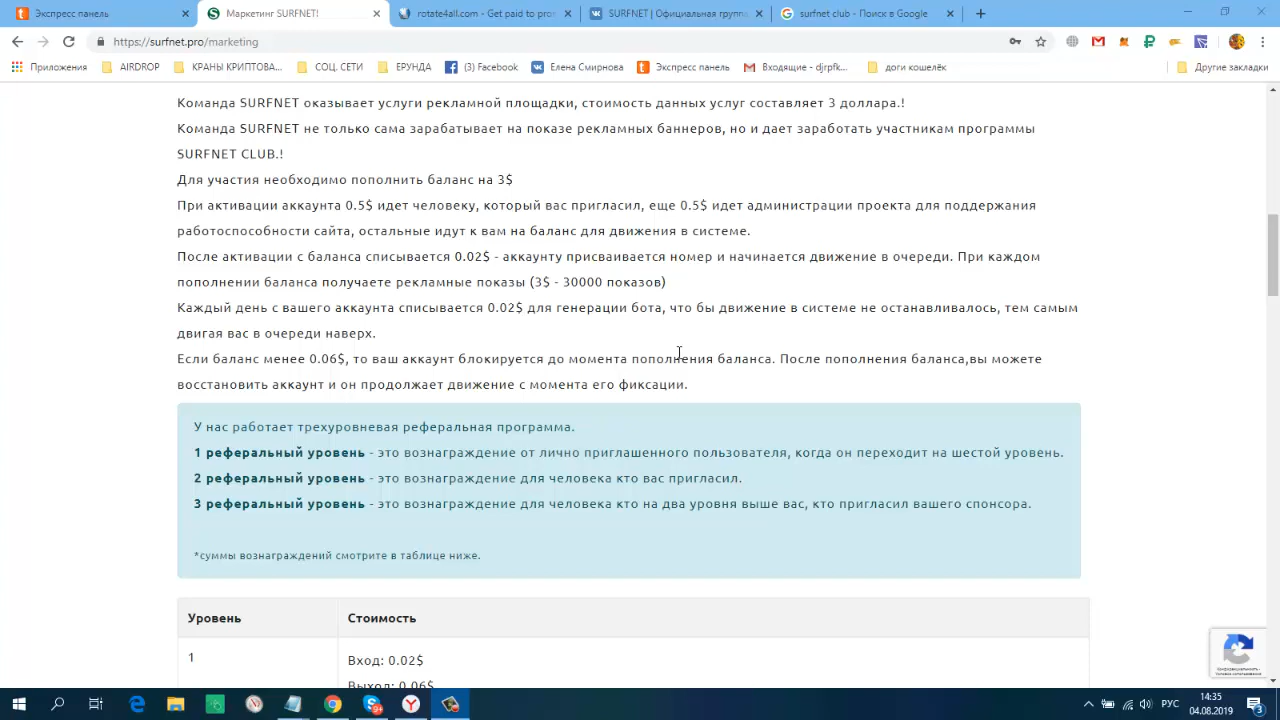 Экспресс панель
Маркетинг SURFNET!
rotate4all.com - Get paid to pro
SURFNET | Официальная группа
surfnet club - Поиск в Google
https://surfnet.pro/marketing
Приложения
AIRDROP
КРАНЫ КРИПТОВА...
СОЦ. СЕТИ
ЕРУНДА
(3) Facebook
Елена Смирнова
Экспресс панель
Входящие - djrpfk...
доги кошелёк
Другие закладки
Команда SURFNET оказывает услуги рекламной площадки, стоимость данных услуг составляет 3 доллара.!
Команда SURFNET не только сама зарабатывает на показе рекламных баннеров, но и дает заработать участникам программы
SURFNET CLUB.!
Для участия необходимо пополнить баланс на 3$
При активации аккаунта 0.5$ идет человеку, который вас пригласил, еще 0.5$ идет администрации проекта для поддержания
работоспособности сайта, остальные идут к вам на баланс для движения в системе.
После активации с баланса списывается 0.02$ - аккаунту присваивается номер и начинается движение в очереди. При каждом
пополнении баланса получаете рекламные показы (3$ - 30000 показов)
Каждый день с вашего аккаунта списывается 0.02$ для генерации бота, что бы движение в системе не останавливалось, тем самым
двигая вас в очереди наверх.
Если баланс менее 0.06$, то ваш аккаунт блокируется до момента пополнения баланса. После пополнения баланса,вы можете
восстановить аккаунт и он продолжает движение с момента его фиксации.
У нас работает трехуровневая реферальная программа.
1 реферальный уровень - это вознаграждение от лично приглашенного пользователя, когда он переходит на шестой уровень.
2 реферальный уровень - это вознаграждение для человека кто вас пригласил.
3 реферальный уровень - это вознаграждение для человека кто на два уровня выше вас, кто пригласил вашего спонсора.
*суммы вознаграждений смотрите в таблице ниже.
Уровень
Стоимость
1
Вход: 0.02$
Выход: 0.06$
РУС
14:35
04.08.2019
3